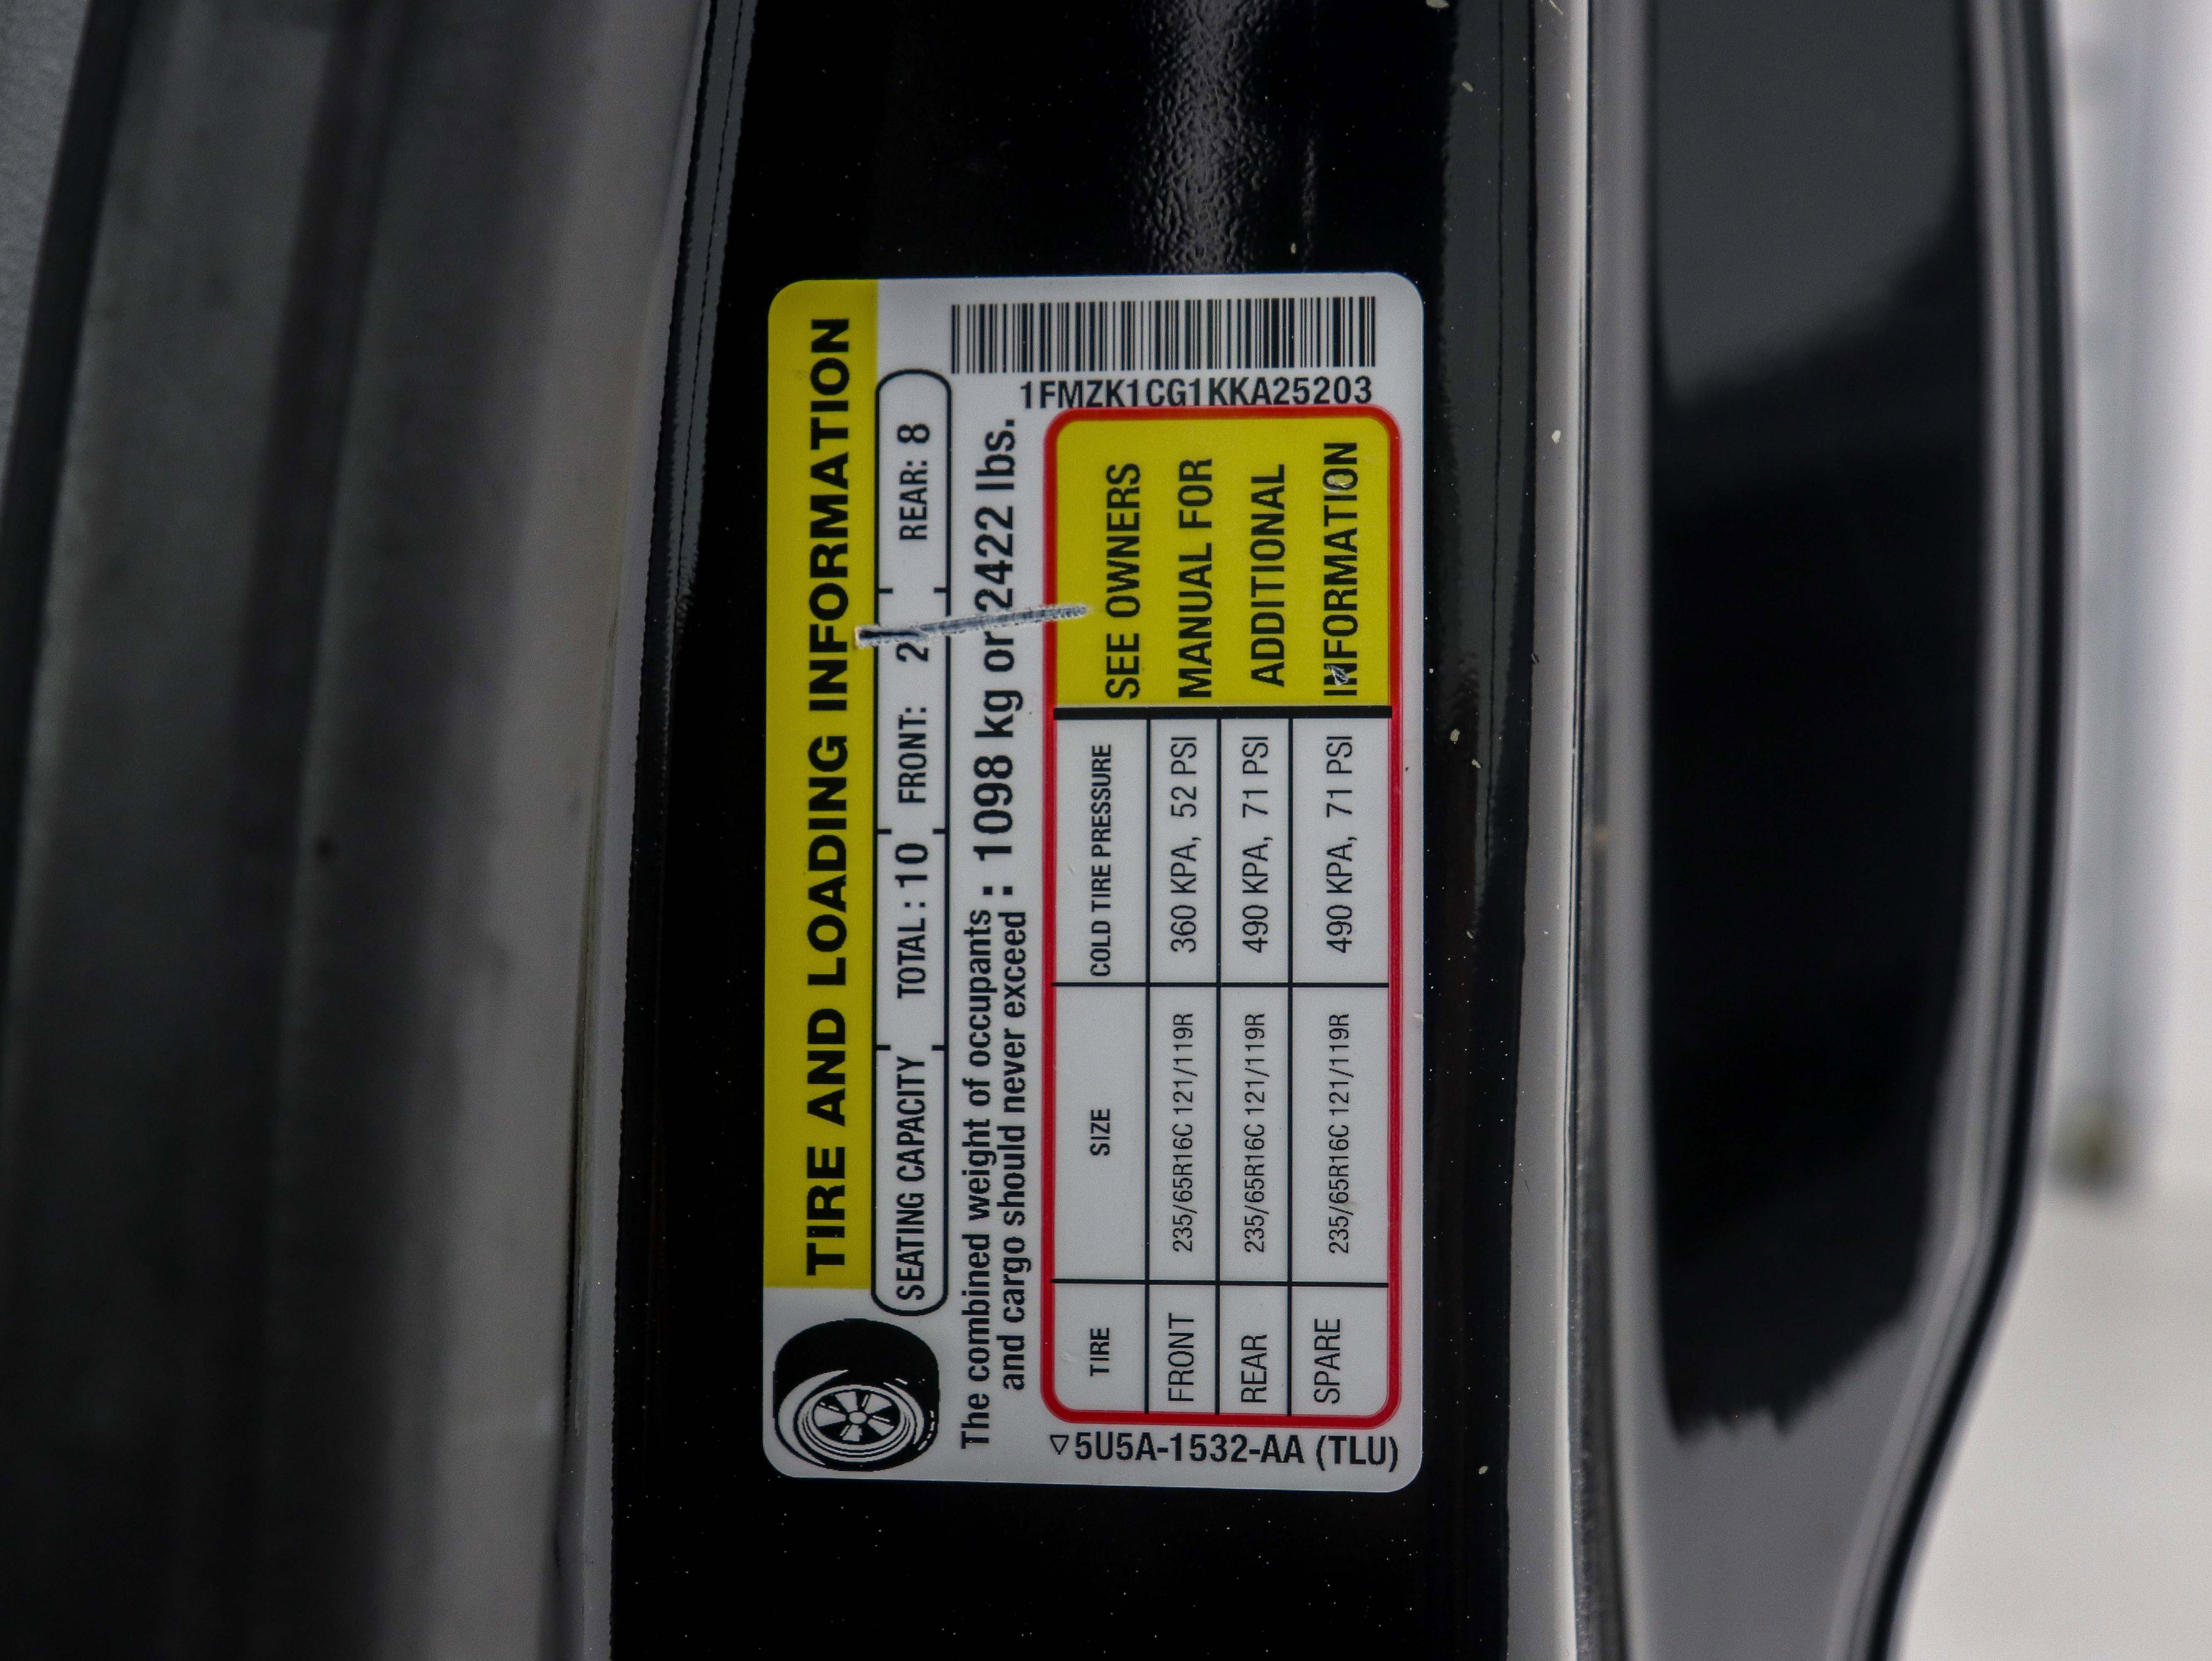 TIRE AND LOADING INFORMATION
SEATING CAPACITY TOTAL : 10 FRONT: 2 REAR: 8
The combined weight of occupants
and cargo should never exceed : 1098 kg or 2422 lbs.
1FMZK1CG1KKA25203
TIRE SIZE COLD TIRE PRESSURE
FRONT 235/65R16C 121/119R 360 KPA, 52 PSI
REAR 235/65R16C 121/119R 490 KPA, 71 PSI
SPARE 235/65R16C 121/119R 490 KPA, 71 PSI
SEE OWNERS
MANUAL FOR
ADDITIONAL
INFORMATION
▽5U5A-1532-AA (TLU)